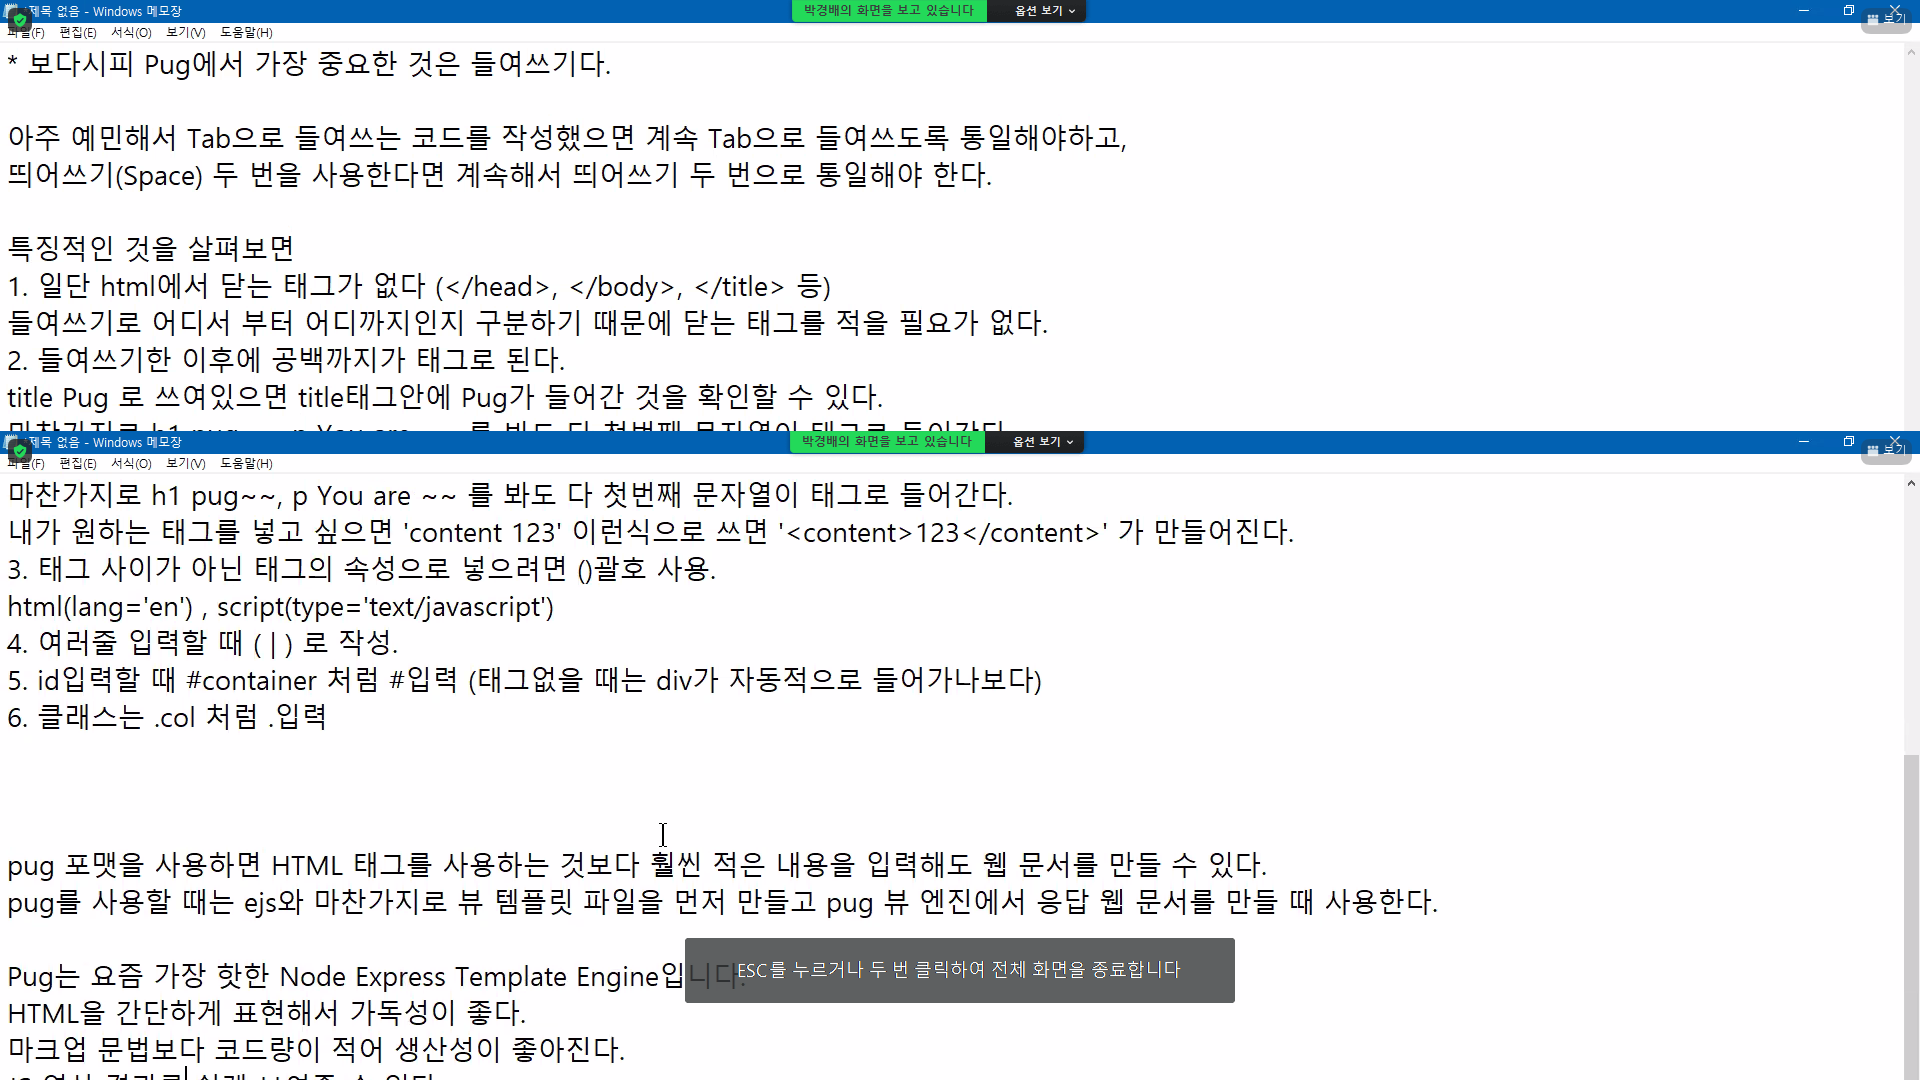 제목 없음 - Windows 메모장
박경배의 화면을 보고 있습니다
옵션 보기
보기
파일(F) 편집(E) 서식(O) 보기(V) 도움말(H)
* 보다시피 Pug에서 가장 중요한 것은 들여쓰기다.
아주 예민해서 Tab으로 들여쓰는 코드를 작성했으면 계속 Tab으로 들여쓰도록 통일해야하고,
띄어쓰기(Space) 두 번을 사용한다면 계속해서 띄어쓰기 두 번으로 통일해야 한다.
특징적인 것을 살펴보면
1. 일단 html에서 닫는 태그가 없다 (</head>, </body>, </title> 등)
들여쓰기로 어디서 부터 어디까지인지 구분하기 때문에 닫는 태그를 적을 필요가 없다.
2. 들여쓰기한 이후에 공백까지가 태그로 된다.
title Pug 로 쓰여있으면 title태그안에 Pug가 들어간 것을 확인할 수 있다.
제목 없음 - Windows 메모장
박경배의 화면을 보고 있습니다
옵션 보기
보기
파일(F) 편집(E) 서식(O) 보기(V) 도움말(H)
마찬가지로 h1 pug~~, p You are ~~ 를 봐도 다 첫번째 문자열이 태그로 들어간다.
내가 원하는 태그를 넣고 싶으면 'content 123' 이런식으로 쓰면 '<content>123</content>' 가 만들어진다.
3. 태그 사이가 아닌 태그의 속성으로 넣으려면 ()괄호 사용.
html(lang='en') , script(type='text/javascript')
4. 여러줄 입력할 때 ( | ) 로 작성.
5. id입력할 때 #container 처럼 #입력 (태그없을 때는 div가 자동적으로 들어가나보다)
6. 클래스는 .col 처럼 .입력
pug 포맷을 사용하면 HTML 태그를 사용하는 것보다 훨씬 적은 내용을 입력해도 웹 문서를 만들 수 있다.
pug를 사용할 때는 ejs와 마찬가지로 뷰 템플릿 파일을 먼저 만들고 pug 뷰 엔진에서 응답 웹 문서를 만들 때 사용한다.
Pug는 요즘 가장 핫한 Node Express Template Engine입니다.
ESC를 누르거나 두 번 클릭하여 전체 화면을 종료합니다
HTML을 간단하게 표현해서 가독성이 좋다.
마크업 문법보다 코드량이 적어 생산성이 좋아진다.